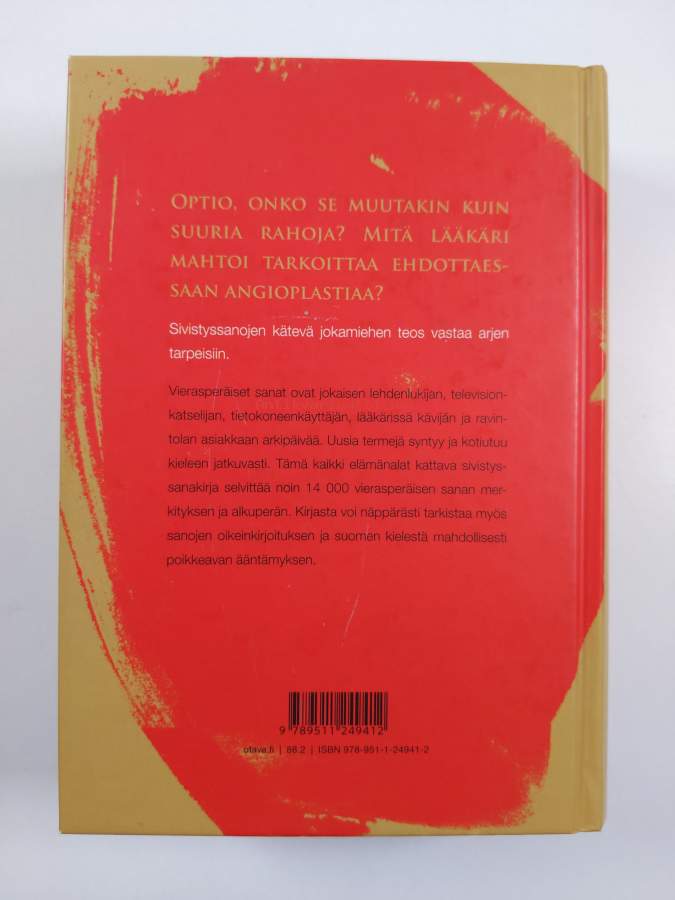 OPTIO, ONKO SE MUUTAKIN KUIN
SUURIA RAHOJA? MITÄ LÄÄKÄRI
MAHTOI TARKOITTAA EHDOTTAES-
SAAN ANGIOPLASTIAA?
Sivistyssanojen kätevä jokamiehen teos vastaa arjen
tarpeisiin.
Vierasperäiset sanat ovat jokaisen lehdenlukijan, television-
katselijan, tietokoneenkäyttäjän, lääkärissä kävijän ja ravin-
tolan asiakkaan arkipäivää. Uusia termejä syntyy ja kotiutuu
kieleen jatkuvasti. Tämä kaikki elämänalat kattava sivistys-
sanakirja selvittää noin 14 000 vierasperäisen sanan mer-
kityksen ja alkuperän. Kirjasta voi näppärästi tarkistaa myös
sanojen oikeinkirjoituksen ja suomen kielestä mahdollisesti
poikkeavan ääntämyksen.
9 789511 249412
otava.fi | 86.2 | ISBN 978-951-1-24941-2